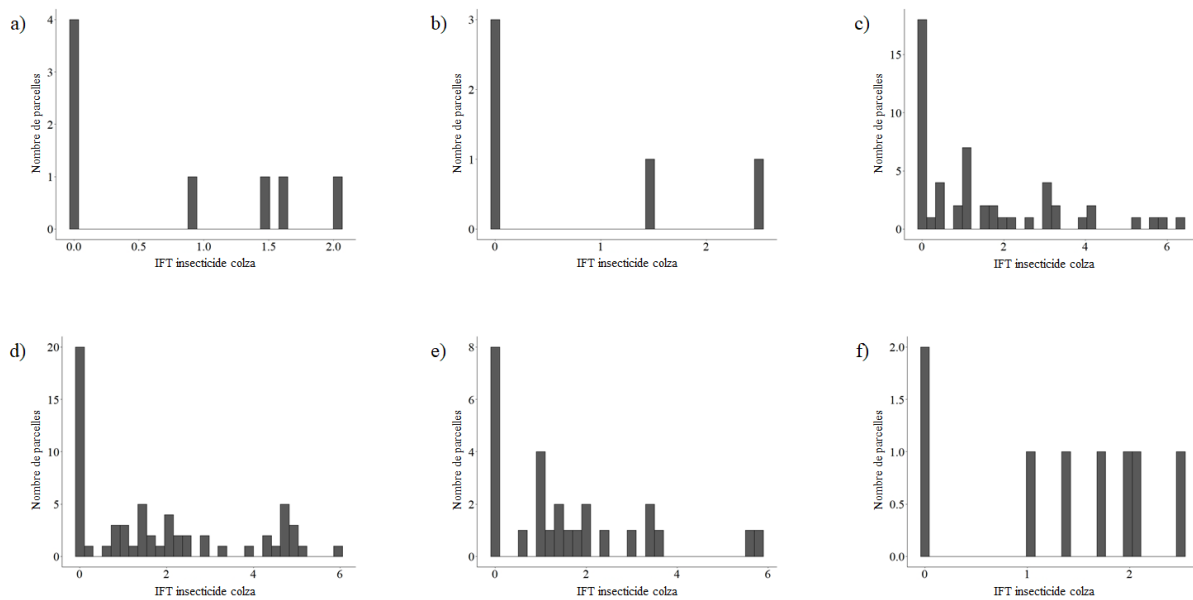 a)
4
3
2
1
0
Nombre de parcelles
0.0 0.5 1.0 1.5 2.0
IFT insecticide colza
b)
3
2
1
0
Nombre de parcelles
0 1 2
IFT insecticide colza
c)
15
10
5
0
Nombre de parcelles
0 2 4 6
IFT insecticide colza
d)
20
15
10
5
0
Nombre de parcelles
0 2 4 6
IFT insecticide colza
e)
8
6
4
2
0
Nombre de parcelles
0 2 4 6
IFT insecticide colza
f)
2.0
1.5
1.0
0.5
0.0
Nombre de parcelles
0 1 2
IFT insecticide colza